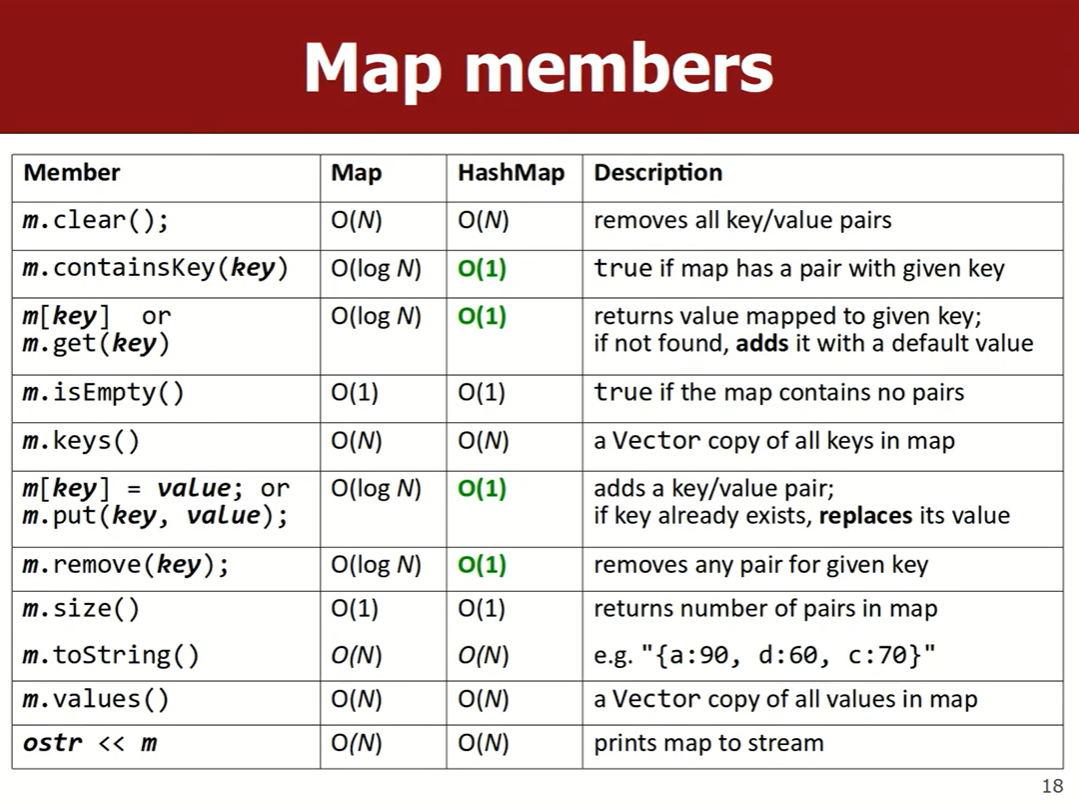 Map members
Member Map HashMap Description
m.clear(); O(N) O(N) removes all key/value pairs
m.containsKey(key) O(log N) O(1) true if map has a pair with given key
m[key] or O(log N) O(1) returns value mapped to given key;
m.get(key) if not found, adds it with a default value
m.isEmpty() O(1) O(1) true if the map contains no pairs
m.keys() O(N) O(N) a Vector copy of all keys in map
m[key] = value; or O(log N) O(1) adds a key/value pair;
m.put(key, value); if key already exists, replaces its value
m.remove(key); O(log N) O(1) removes any pair for given key
m.size() O(1) O(1) returns number of pairs in map
m.toString() O(N) O(N) e.g. "{a:90, d:60, c:70}"
m.values() O(N) O(N) a Vector copy of all values in map
ostr << m O(N) O(N) prints map to stream
18